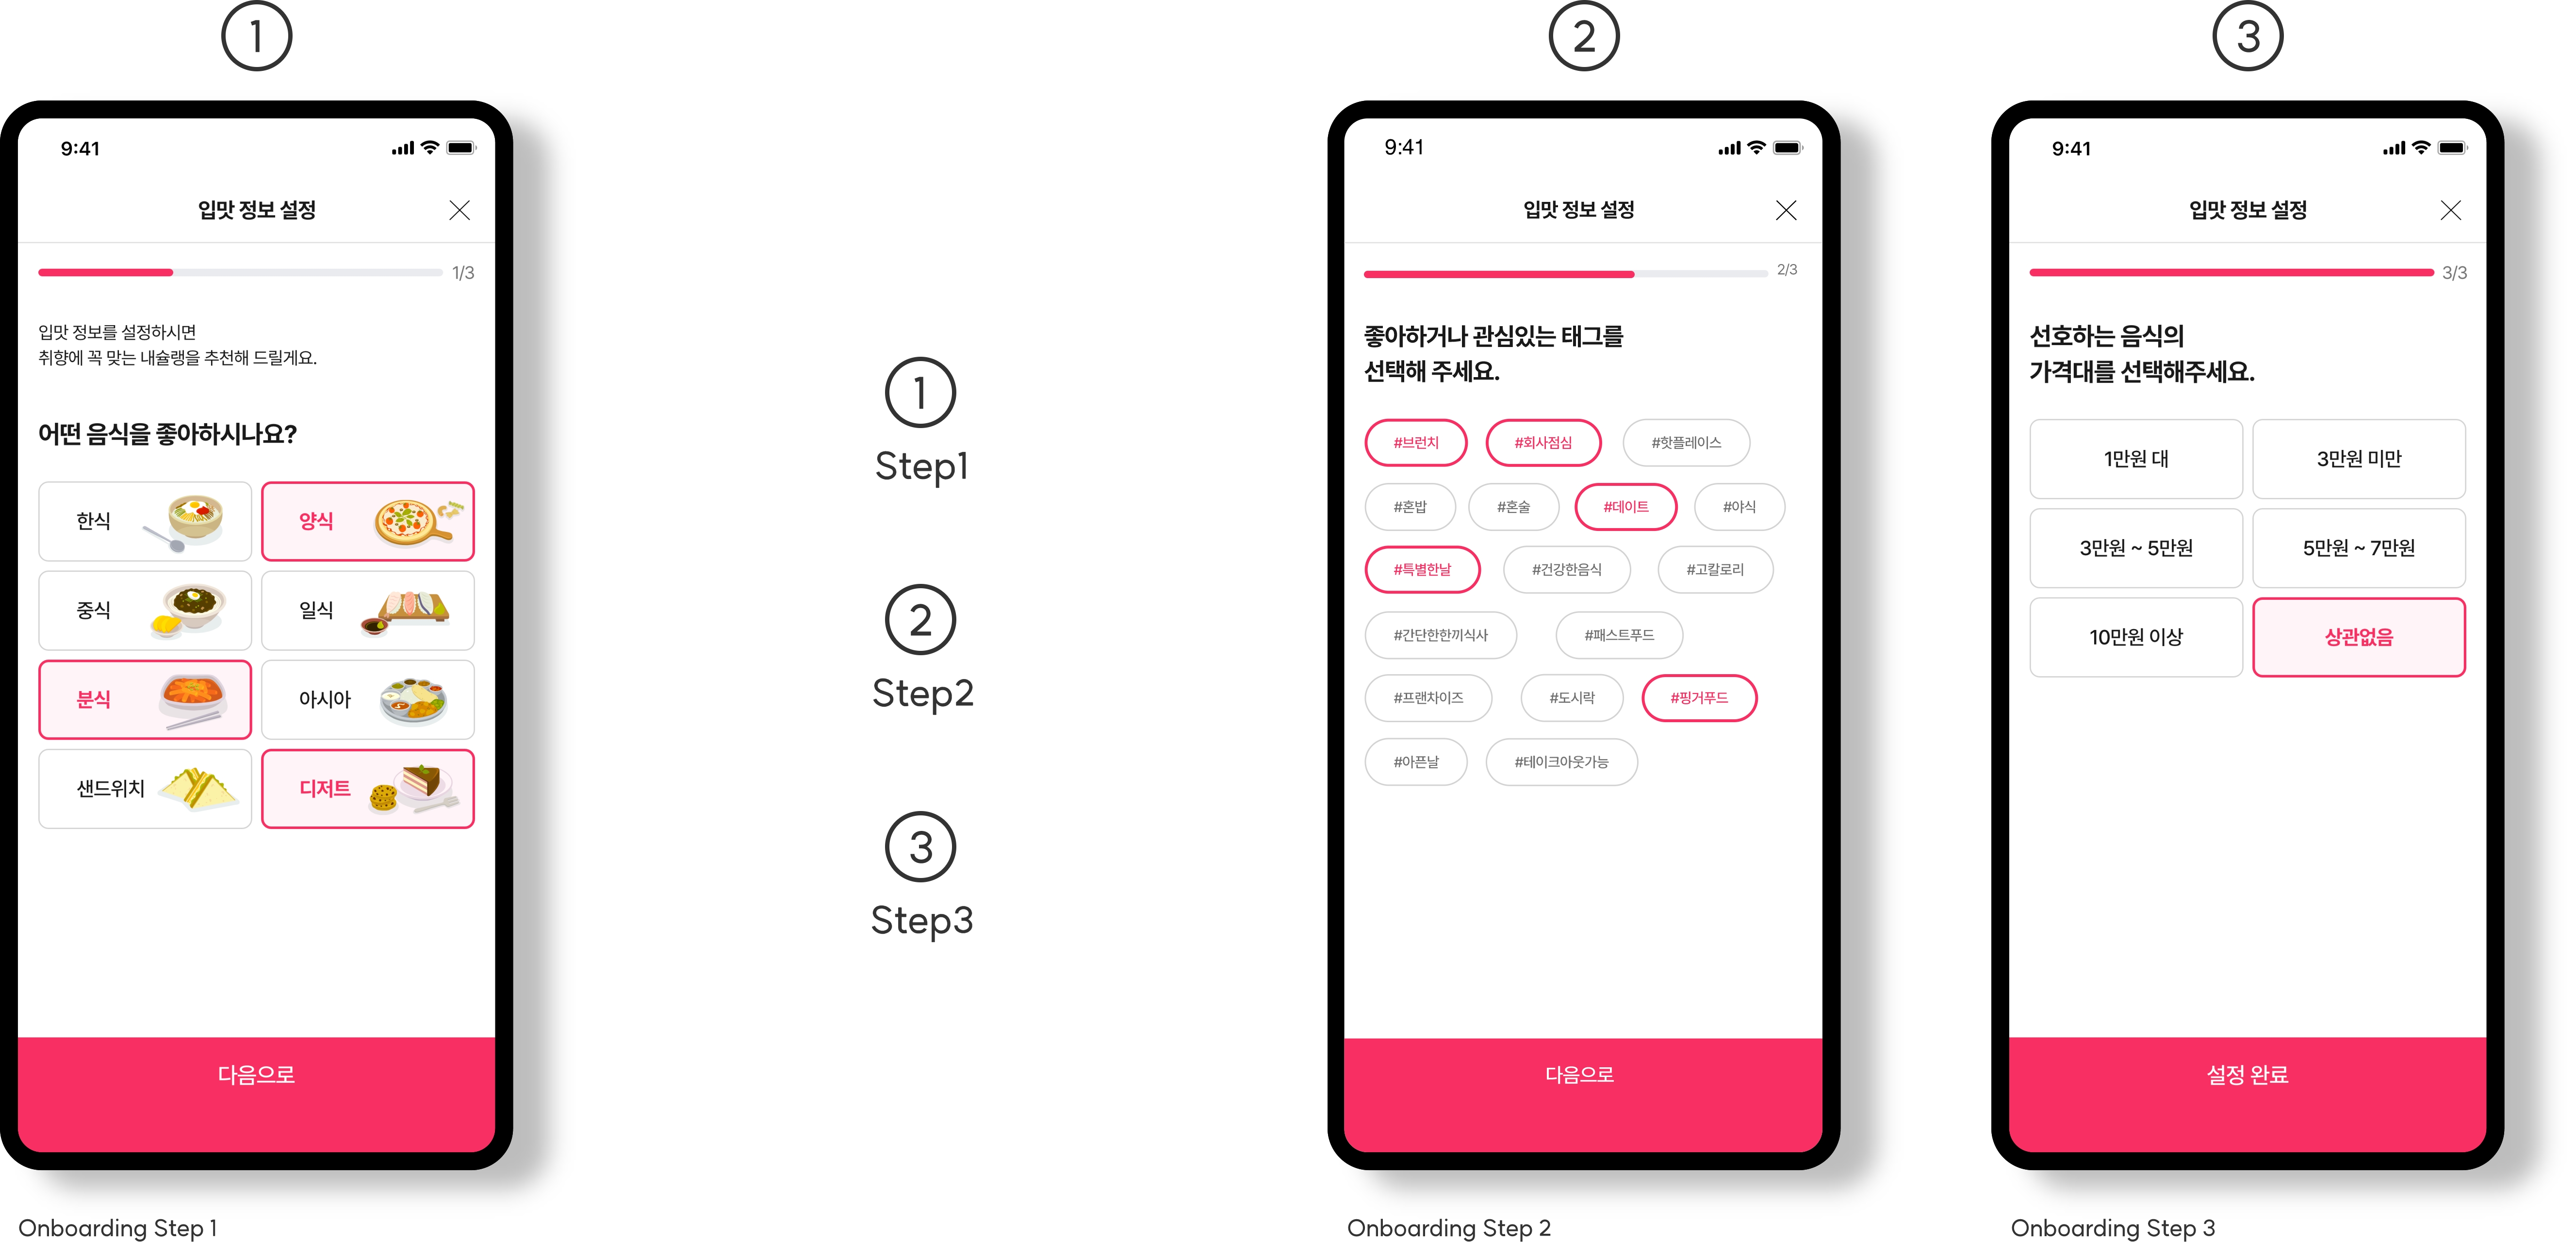 1
9:41
입맛 정보 설정
1/3
입맛 정보를 설정하시면
취향에 꼭 맞는 내슐랭을 추천해 드릴게요.
어떤 음식을 좋아하시나요?
한식
양식
중식
일식
분식
아시아
샌드위치
디저트
다음으로
Onboarding Step 1
1
Step1
2
Step2
3
Step3
2
9:41
입맛 정보 설정
2/3
좋아하거나 관심있는 태그를
선택해 주세요.
#브런치 #회사점심 #핫플레이스
#혼밥 #혼술 #데이트 #야식
#특별한날 #건강한음식 #고칼로리
#간단한한끼식사 #패스트푸드
#프랜차이즈 #도시락 #핑거푸드
#아픈날 #테이크아웃가능
다음으로
Onboarding Step 2
3
9:41
입맛 정보 설정
3/3
선호하는 음식의
가격대를 선택해주세요.
1만원 대
3만원 미만
3만원 ~ 5만원
5만원 ~ 7만원
10만원 이상
상관없음
설정 완료
Onboarding Step 3